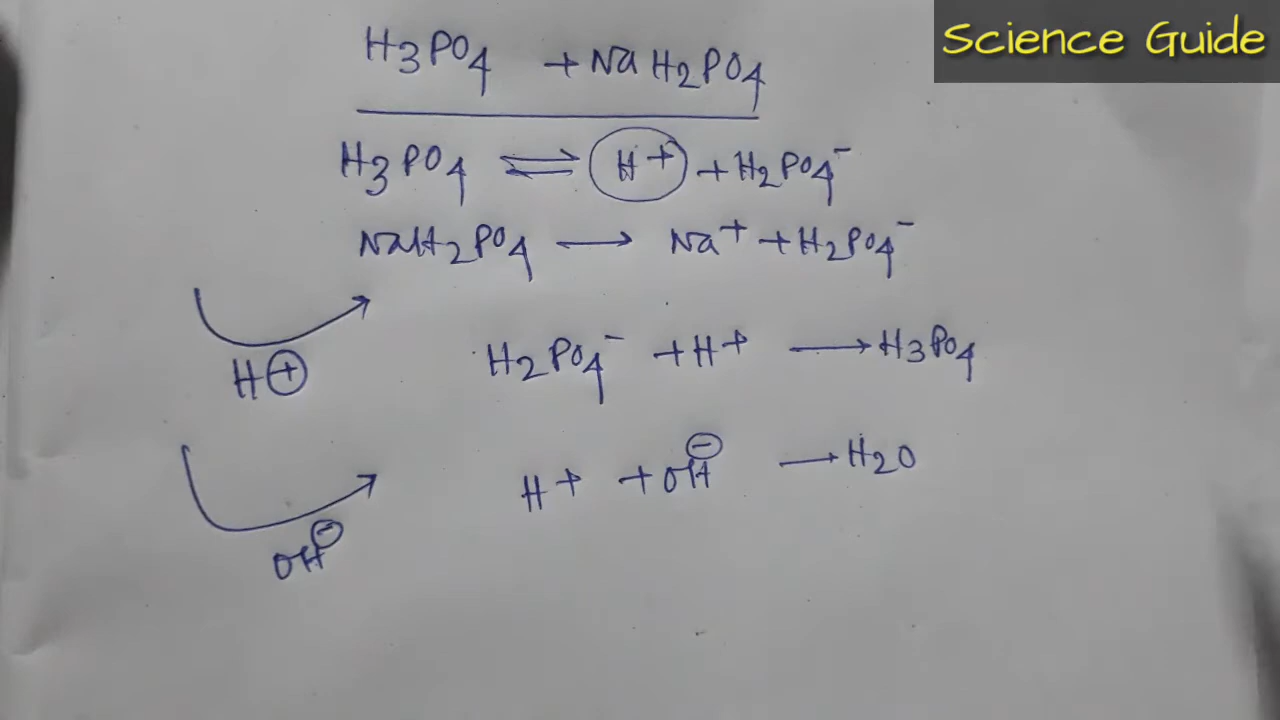 Science Guide
H3PO4 + NaH2PO4
H3PO4 ⇌ H+ + H2PO4-
NaH2PO4 → Na+ + H2PO4-
H2PO4- + H+ → H3PO4
H+
H+ + OH- → H2O
OH-